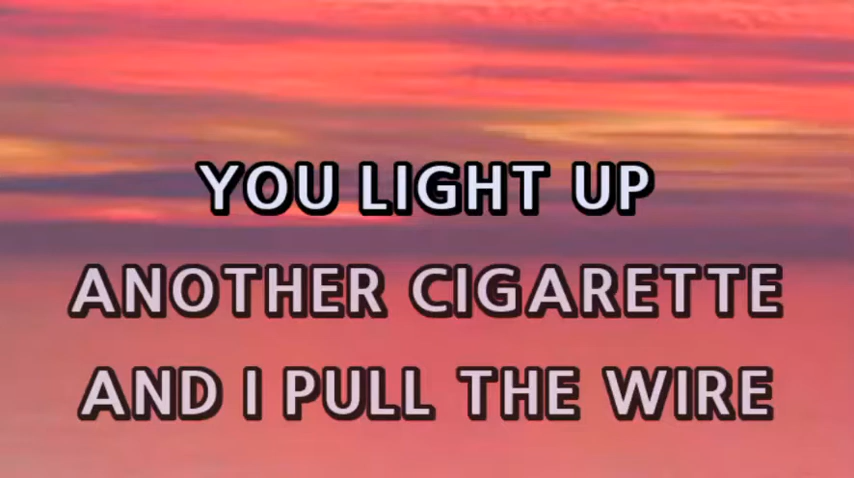 YOU LIGHT UP
ANOTHER CIGARETTE
AND I PULL THE WIRE